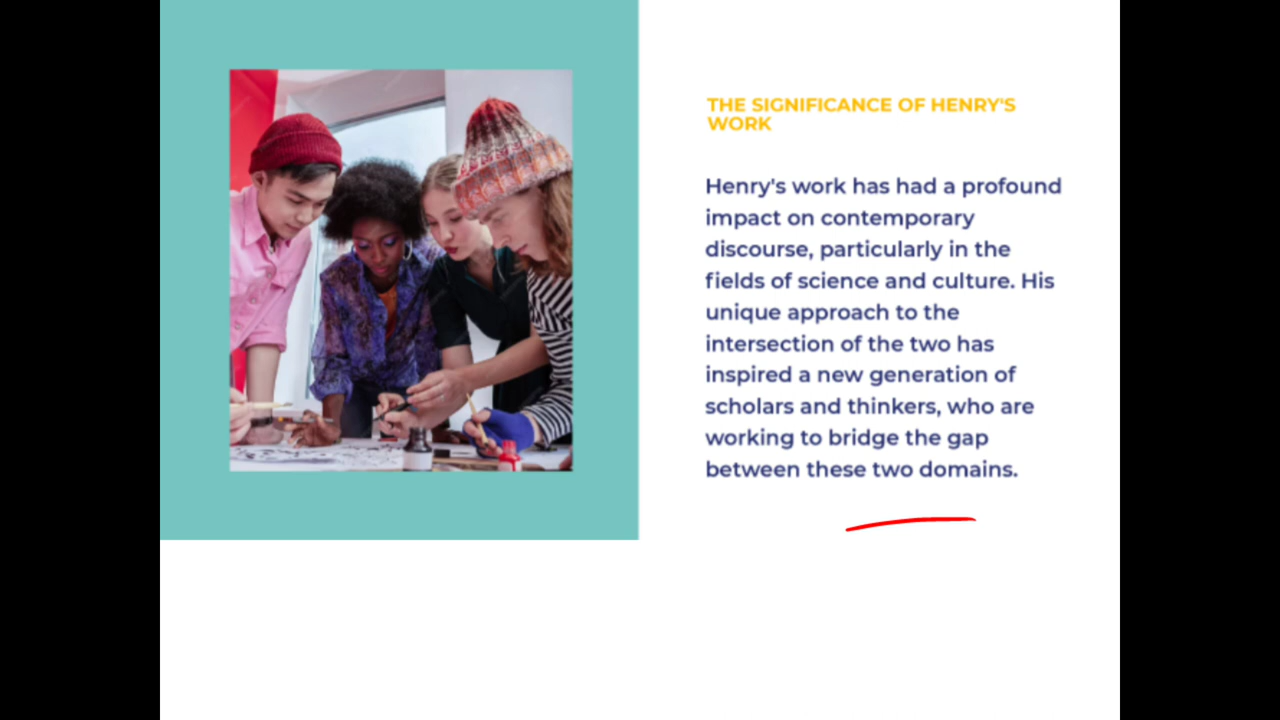 THE SIGNIFICANCE OF HENRY'S
WORK
Henry's work has had a profound
impact on contemporary
discourse, particularly in the
fields of science and culture. His
unique approach to the
intersection of the two has
inspired a new generation of
scholars and thinkers, who are
working to bridge the gap
between these two domains.